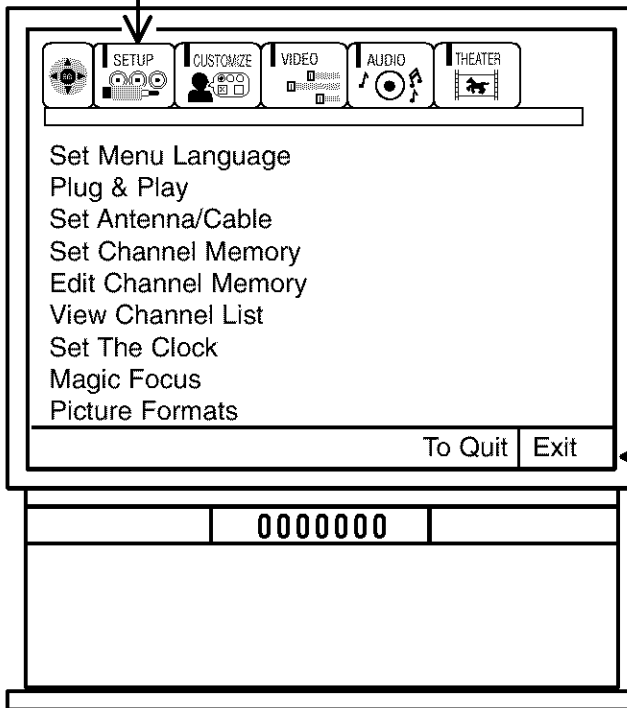 SETUP CUSTOMIZE VIDEO AUDIO THEATER
Set Menu Language
Plug & Play
Set Antenna/Cable
Set Channel Memory
Edit Channel Memory
View Channel List
Set The Clock
Magic Focus
Picture Formats
To Quit Exit
0000000